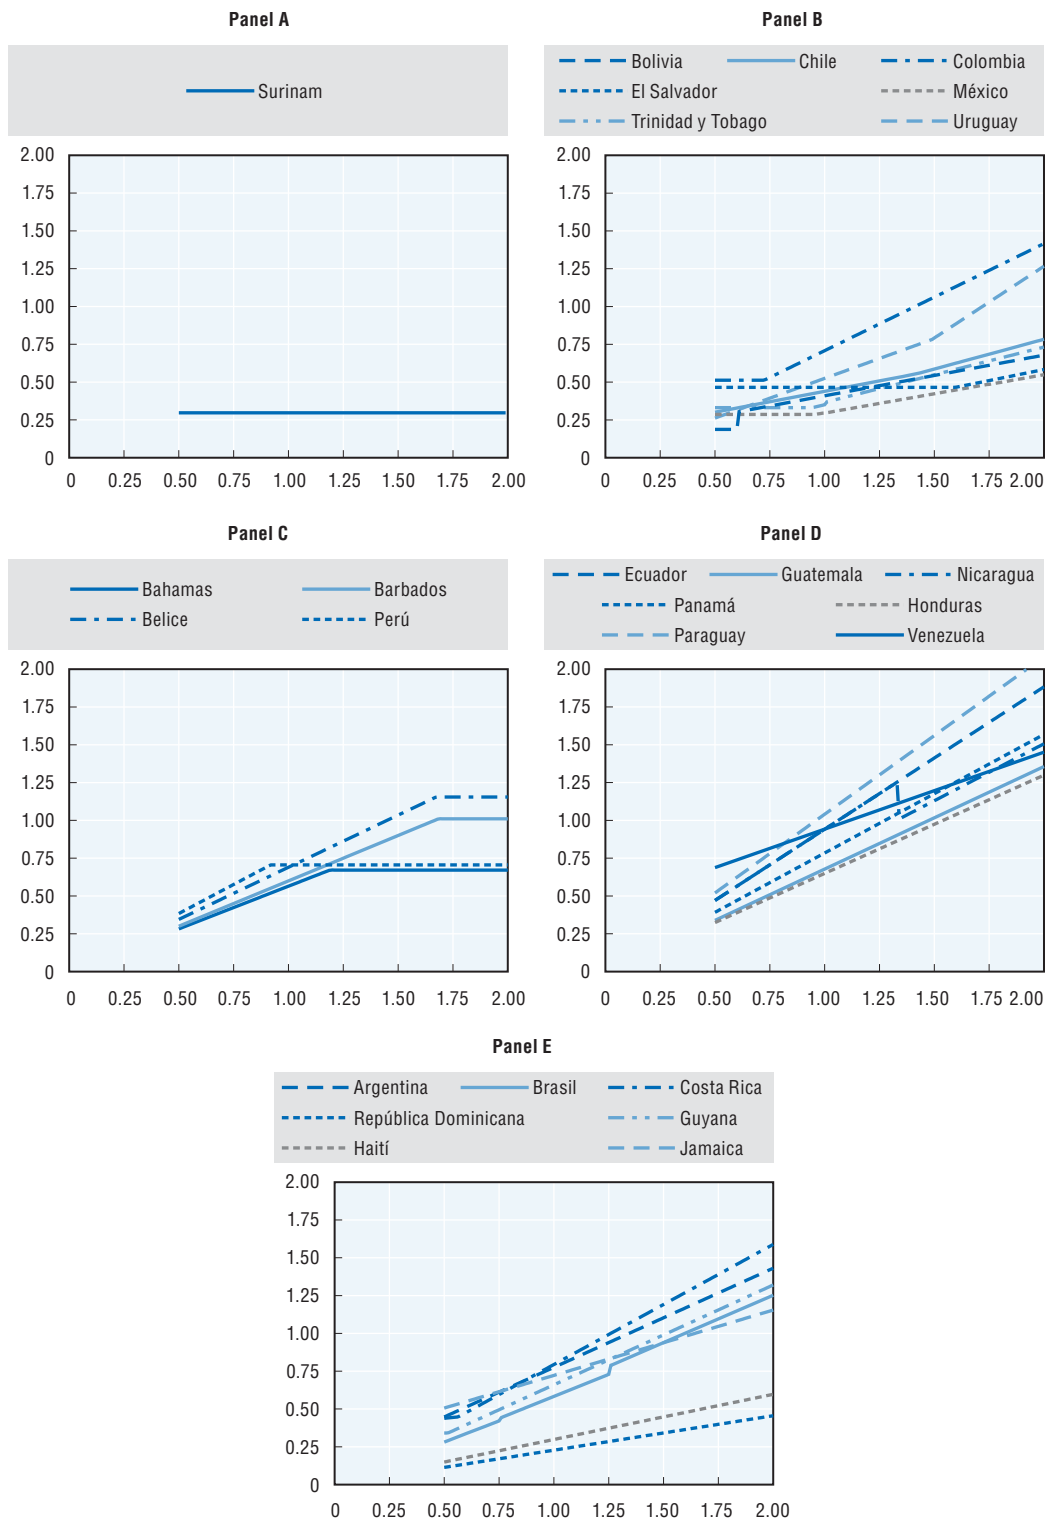 Panel A
Surinam
2.00
1.75
1.50
1.25
1.00
0.75
0.50
0.25
0
0 0.25 0.50 0.75 1.00 1.25 1.50 1.75 2.00
Panel B
Bolivia Chile Colombia
El Salvador México
Trinidad y Tobago Uruguay
2.00
1.75
1.50
1.25
1.00
0.75
0.50
0.25
0
0 0.25 0.50 0.75 1.00 1.25 1.50 1.75 2.00
Panel C
Bahamas Barbados
Belice Perú
2.00
1.75
1.50
1.25
1.00
0.75
0.50
0.25
0
0 0.25 0.50 0.75 1.00 1.25 1.50 1.75 2.00
Panel D
Ecuador Guatemala Nicaragua
Panamá Honduras
Paraguay Venezuela
2.00
1.75
1.50
1.25
1.00
0.75
0.50
0.25
0
0 0.25 0.50 0.75 1.00 1.25 1.50 1.75 2.00
Panel E
Argentina Brasil Costa Rica
República Dominicana Guyana
Haití Jamaica
2.00
1.75
1.50
1.25
1.00
0.75
0.50
0.25
0
0 0.25 0.50 0.75 1.00 1.25 1.50 1.75 2.00